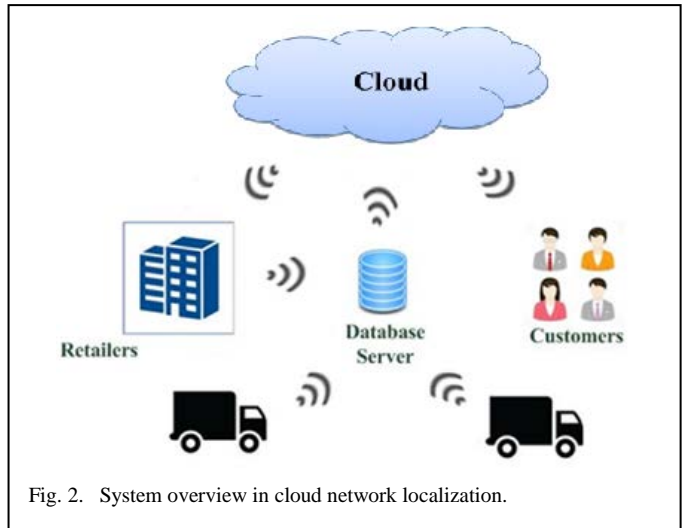 Cloud
Retailers
Database
Server
Customers
Fig. 2. System overview in cloud network localization.